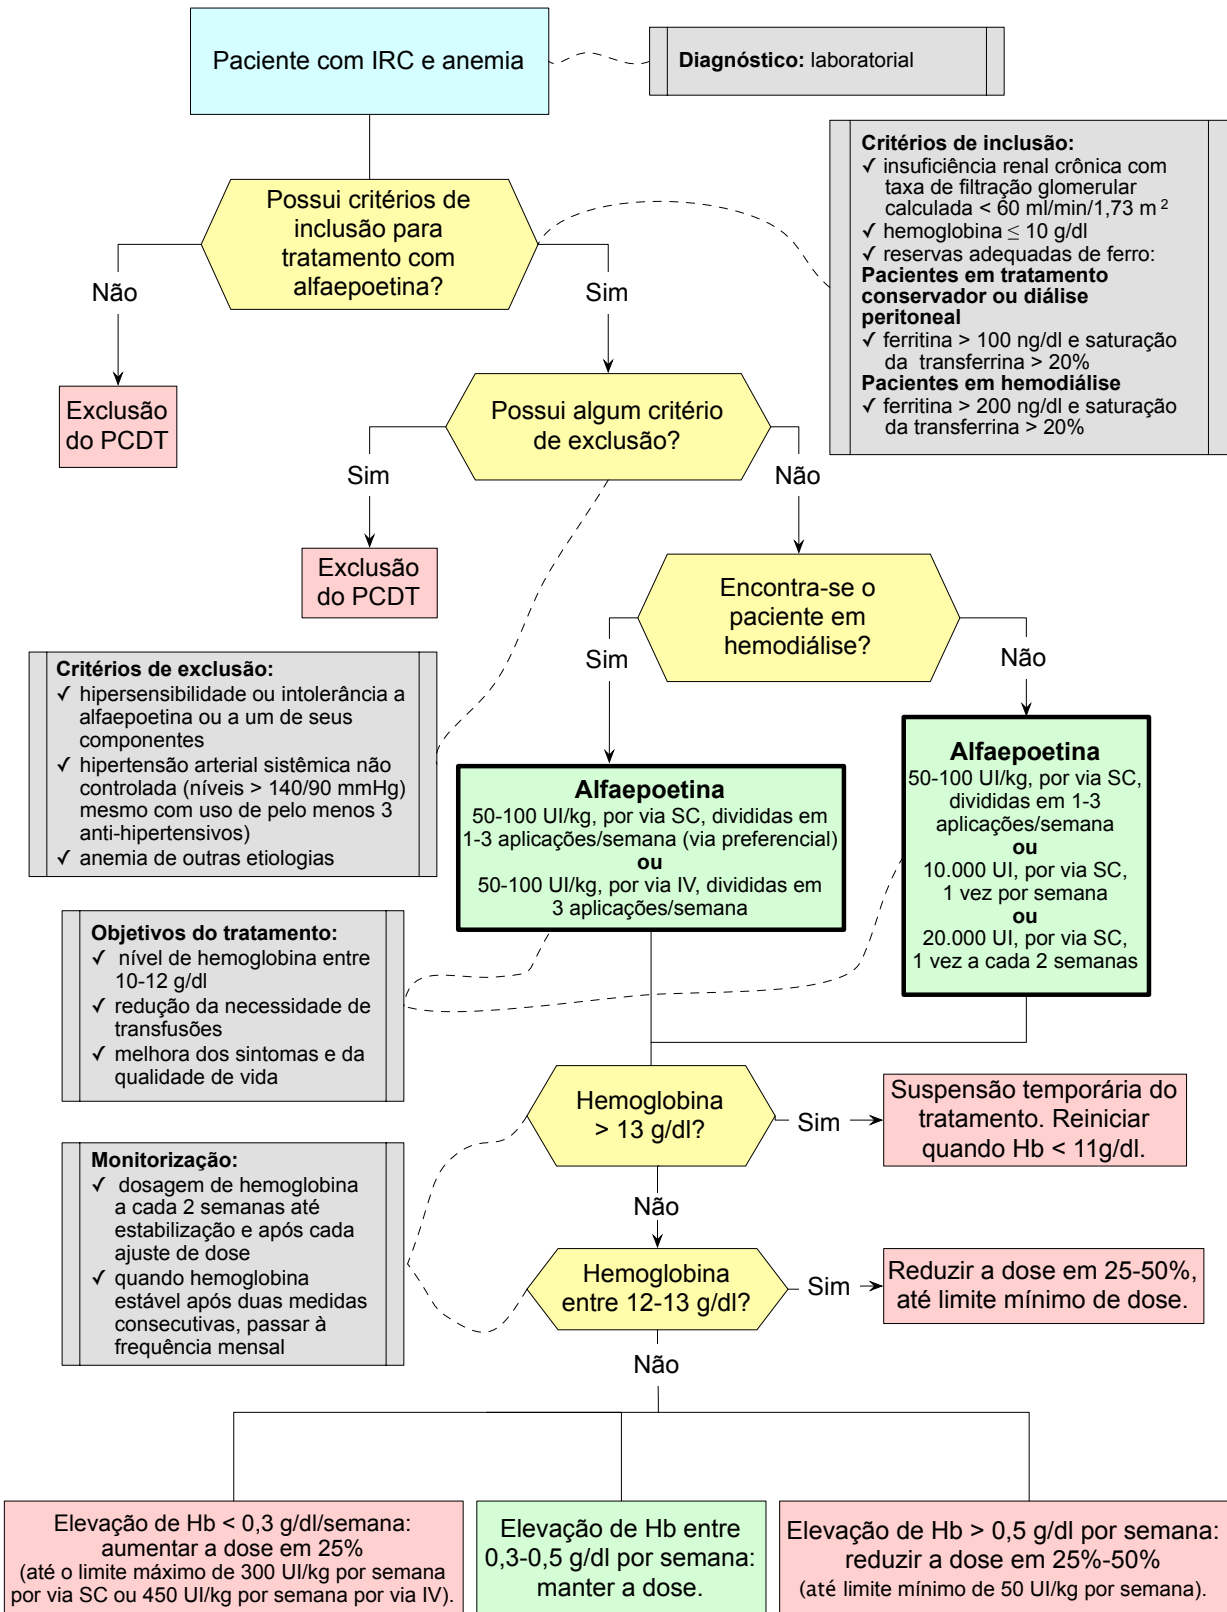 Paciente com IRC e anemia
Diagnóstico: laboratorial
Critérios de inclusão:
✓ insuficiência renal crônica com
taxa de filtração glomerular
calculada < 60 ml/min/1,73 m ²
✓ hemoglobina ≤ 10 g/dl
✓ reservas adequadas de ferro:
Pacientes em tratamento
conservador ou diálise
peritoneal
✓ ferritina > 100 ng/dl e saturação
da transferrina > 20%
Pacientes em hemodiálise
✓ ferritina > 200 ng/dl e saturação
da transferrina > 20%
Possui critérios de
inclusão para
tratamento com
alfaepoetina?
Não
Sim
Exclusão
do PCDT
Possui algum critério
de exclusão?
Sim
Não
Exclusão
do PCDT
Encontra-se o
paciente em
hemodiálise?
Sim
Não
Critérios de exclusão:
✓ hipersensibilidade ou intolerância a
alfaepoetina ou a um de seus
componentes
✓ hipertensão arterial sistêmica não
controlada (níveis > 140/90 mmHg)
mesmo com uso de pelo menos 3
anti-hipertensivos)
✓ anemia de outras etiologias
Alfaepoetina
50-100 UI/kg, por via SC, divididas em
1-3 aplicações/semana (via preferencial)
ou
50-100 UI/kg, por via IV, divididas em
3 aplicações/semana
Alfaepoetina
50-100 UI/kg, por via SC,
divididas em 1-3
aplicações/semana
ou
10.000 UI, por via SC,
1 vez por semana
ou
20.000 UI, por via SC,
1 vez a cada 2 semanas
Objetivos do tratamento:
✓ nível de hemoglobina entre
10-12 g/dl
✓ redução da necessidade de
transfusões
✓ melhora dos sintomas e da
qualidade de vida
Hemoglobina
> 13 g/dl?
Sim
Suspensão temporária do
tratamento. Reiniciar
quando Hb < 11g/dl.
Não
Monitorização:
✓ dosagem de hemoglobina
a cada 2 semanas até
estabilização e após cada
ajuste de dose
✓ quando hemoglobina
estável após duas medidas
consecutivas, passar à
frequência mensal
Hemoglobina
entre 12-13 g/dl?
Sim
Reduzir a dose em 25-50%,
até limite mínimo de dose.
Não
Elevação de Hb < 0,3 g/dl/semana:
aumentar a dose em 25%
(até o limite máximo de 300 UI/kg por semana
por via SC ou 450 UI/kg por semana por via IV).
Elevação de Hb entre
0,3-0,5 g/dl por semana:
manter a dose.
Elevação de Hb > 0,5 g/dl por semana:
reduzir a dose em 25%-50%
(até limite mínimo de 50 UI/kg por semana).